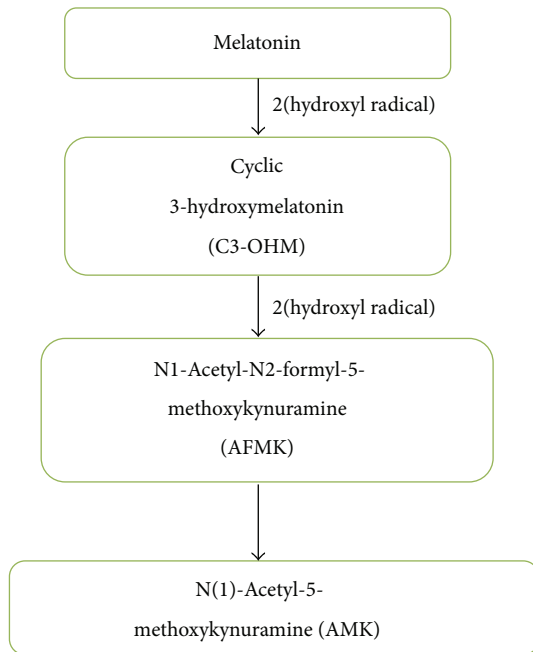 Melatonin
2(hydroxyl radical)
Cyclic
3-hydroxymelatonin
(C3-OHM)
2(hydroxyl radical)
N1-Acetyl-N2-formyl-5-
methoxykynuramine
(AFMK)
N(1)-Acetyl-5-
methoxykynuramine (AMK)